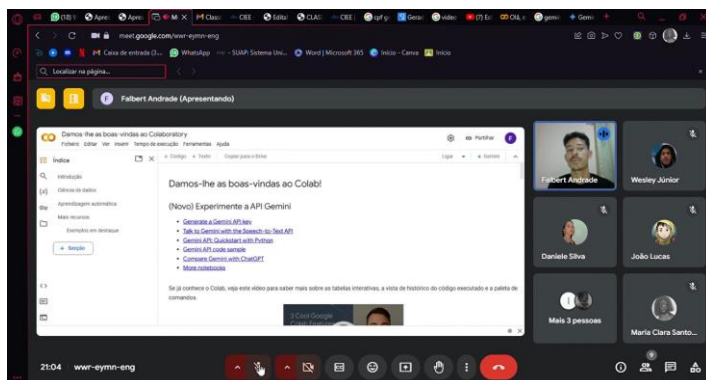 meet.google.com/wwr-eymn-eng
Caixa de entrada (3...
WhatsApp
SUAP: Sistema Uni...
Word | Microsoft 365
Início - Canva
Início
Localizar na página...
Falbert Andrade (Apresentando)
Damos-lhe as boas-vindas ao Colaboratory
Ficheiro Editar Ver Inserir Tempo de execução Ferramentas Ajuda
Partilhar
Índice
+ Código + Texto Copiar para o Drive
Ligar
Gemini
Introdução
Ciência de dados
Aprendizagem automática
Mais recursos
Exemplos em destaque
+ Secção
Damos-lhe as boas-vindas ao Colab!
(Novo) Experimente a API Gemini
Generate a Gemini API key
Talk to Gemini with the Speech-to-Text API
Gemini API: Quickstart with Python
Gemini API code sample
Compare Gemini with ChatGPT
More notebooks
Se já conhece o Colab, veja este vídeo para saber mais sobre as tabelas interativas, a vista de histórico do código executado e a paleta de
comandos.
3 Cool Google
Falbert Andrade
Wesley Júnior
Daniele Silva
João Lucas
Mais 3 pessoas
Maria Clara Santo...
21:04 wwr-eymn-eng
9